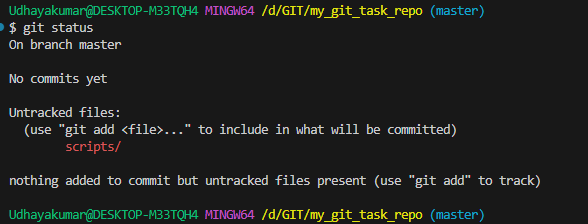 Udhayakumar@DESKTOP-M33TQH4 MINGW64 /d/GIT/my_git_task_repo (master)
$ git status
On branch master
No commits yet
Untracked files:
(use "git add <file>..." to include in what will be committed)
scripts/
nothing added to commit but untracked files present (use "git add" to track)
Udhayakumar@DESKTOP-M33TQH4 MINGW64 /d/GIT/my_git_task_repo (master)